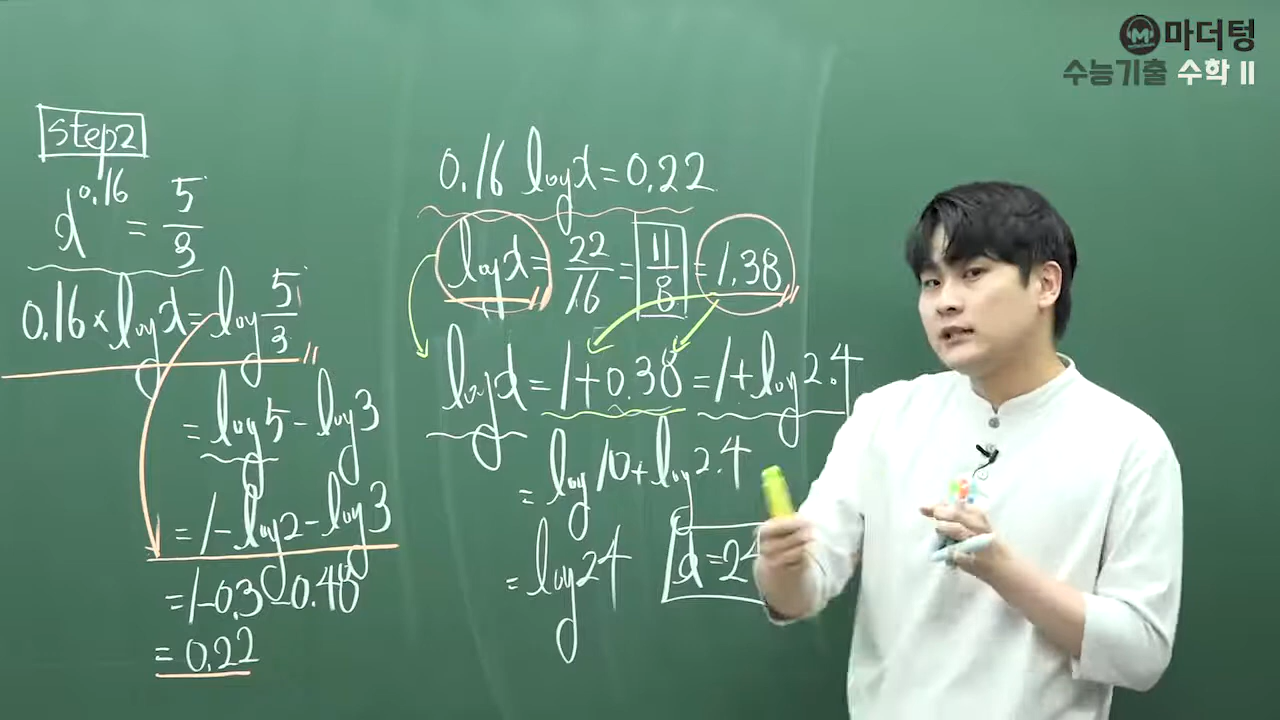 마더텅
수능기출 수학 II
step2
d^0.16 = 5/3
0.16 × log d = log 5/3
= log 5 - log 3
= 1 - log 2 - log 3
= 1 - 0.3 - 0.48
= 0.22
0.16 log d = 0.22
log d = 22/16 = 11/8 = 1.38
log d = 1 + 0.38 = 1 + log 2.4
= log 10 + log 2.4
= log 24
d = 24